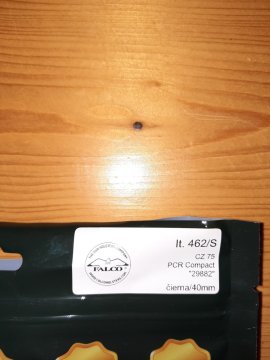 It. 462/S
CZ 75
PCR Compact
"29882"
FALCO
čierna/40mm